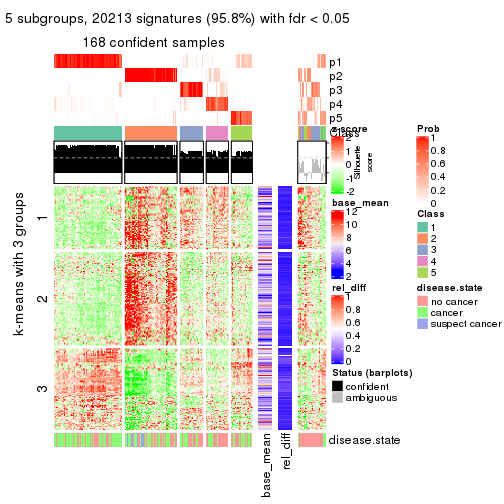 5 subgroups, 20213 signatures (95.8%) with fdr < 0.05
168 confident samples
p1
p2
p3
p4
p5
Class
Silhouette
score
k-means with 3 groups
1
2
3
base_mean
rel_diff
disease.state
z-score
2
1
0
-1
-2
base_mean
12
10
8
6
4
2
rel_diff
1
0.8
0.6
0.4
0.2
0
Status (barplots)
confident
ambiguous
Prob
1
0.8
0.6
0.4
0.2
0
Class
1
2
3
4
5
disease.state
no cancer
cancer
suspect cancer